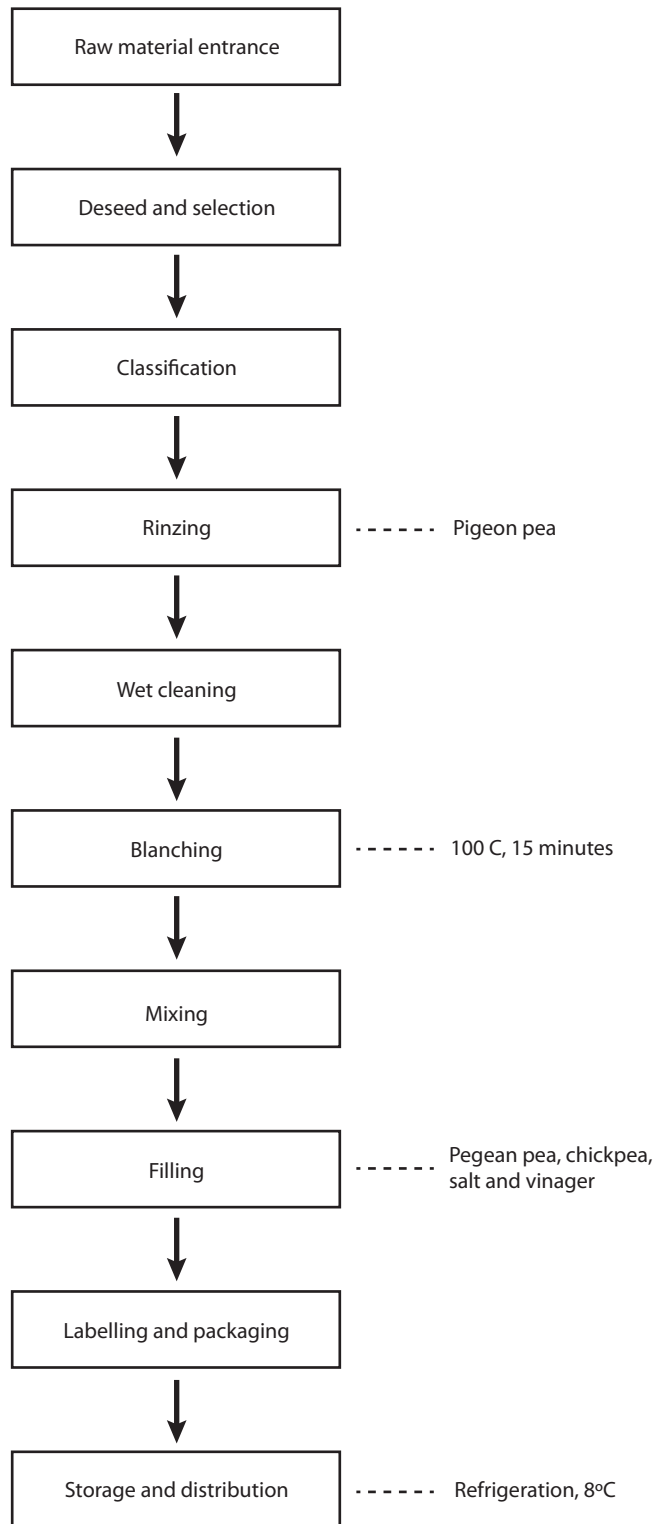 Raw material entrance
Deseed and selection
Classification
Rinzing
Pigeon pea
Wet cleaning
Blanching
100 C, 15 minutes
Mixing
Filling
Pegean pea, chickpea,
salt and vinager
Labelling and packaging
Storage and distribution
Refrigeration, 8ºC